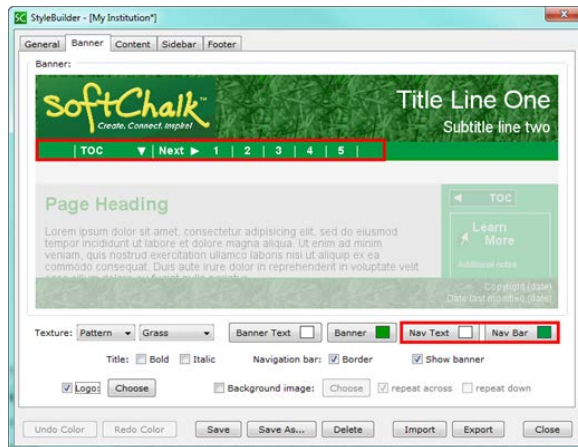 StyleBuilder - [My Institution*]
General Banner Content Sidebar Footer
Banner:
SoftChalk™
Create. Connect. Inspire!
Title Line One
Subtitle line two
| TOC ▼ | Next ► 1 | 2 | 3 | 4 | 5 |
Page Heading
Lorem ipsum dolor sit amet, consectetur adipisicing elit, sed do eiusmod
tempor incididunt ut labore et dolore magna aliqua. Ut enim ad minim
veniam, quis nostrud exercitation ullamco laboris nisi ut aliquip ex ea
commodo consequat. Duis aute irure dolor in reprehenderit in voluptate velit
◄ TOC
Learn
More
Additional notes
Copyright (date)
Date last modified (date)
Texture: Pattern Grass Banner Text Banner Nav Text Nav Bar
Title: Bold Italic Navigation bar: Border Show banner
Logo: Choose Background image: Choose repeat across repeat down
Undo Color Redo Color Save Save As... Delete Import Export Close